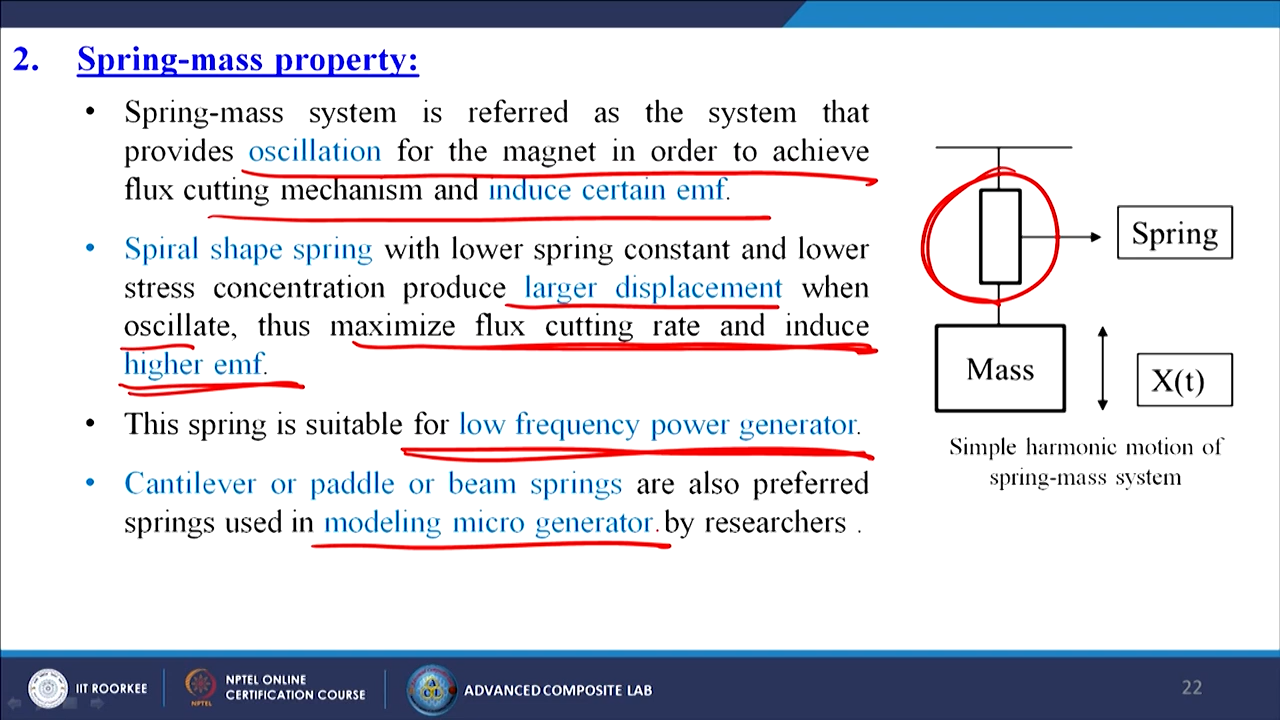 2. Spring-mass property:
• Spring-mass system is referred as the system that
provides oscillation for the magnet in order to achieve
flux cutting mechanism and induce certain emf.
• Spiral shape spring with lower spring constant and lower
stress concentration produce larger displacement when
oscillate, thus maximize flux cutting rate and induce
higher emf.
• This spring is suitable for low frequency power generator.
• Cantilever or paddle or beam springs are also preferred
springs used in modeling micro generator.by researchers .
Spring
Mass
X(t)
Simple harmonic motion of
spring-mass system
IIT ROORKEE
NPTEL
NPTEL ONLINE
CERTIFICATION COURSE
ACL
ADVANCED COMPOSITE LAB
22